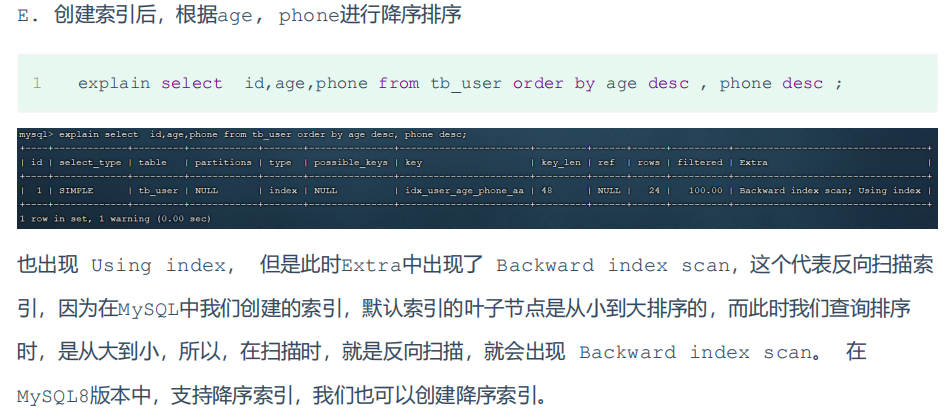 E. 创建索引后，根据age, phone进行降序排序
1 explain select id,age,phone from tb_user order by age desc , phone desc ;
mysql> explain select id,age,phone from tb_user order by age desc, phone desc;
+----+-------------+---------+------------+-------+---------------+----------------------+---------+------+------+----------+----------------------------------+
| id | select_type | table | partitions | type | possible_keys | key | key_len | ref | rows | filtered | Extra |
+----+-------------+---------+------------+-------+---------------+----------------------+---------+------+------+----------+----------------------------------+
| 1 | SIMPLE | tb_user | NULL | index | NULL | idx_user_age_phone_aa | 48 | NULL | 24 | 100.00 | Backward index scan; Using index |
+----+-------------+---------+------------+-------+---------------+----------------------+---------+------+------+----------+----------------------------------+
1 row in set, 1 warning (0.00 sec)
也出现 Using index， 但是此时Extra中出现了 Backward index scan，这个代表反向扫描索
引，因为在MySQL中我们创建的索引，默认索引的叶子节点是从小到大排序的，而此时我们查询排序
时，是从大到小，所以，在扫描时，就是反向扫描，就会出现 Backward index scan。 在
MySQL8版本中，支持降序索引，我们也可以创建降序索引。